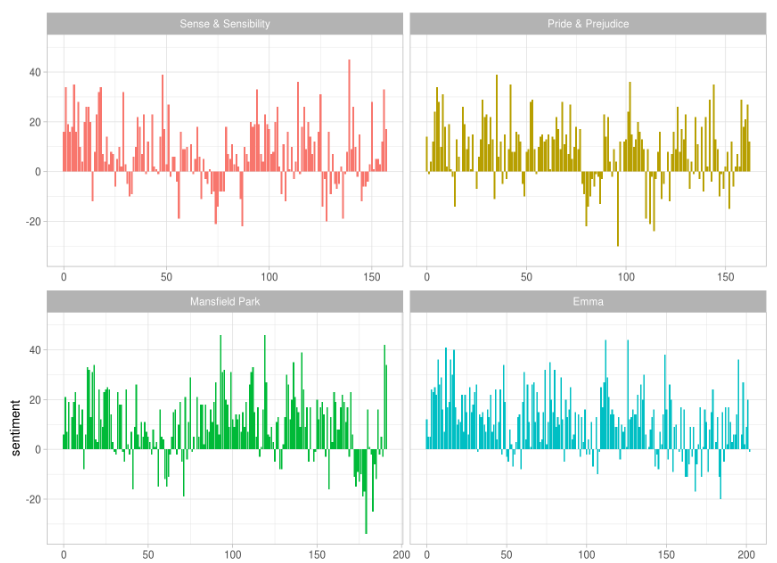 Sense & Sensibility
Pride & Prejudice
40
20
0
-20
0 50 100 150
0 50 100 150
Mansfield Park
Emma
sentiment
40
20
0
-20
0 50 100 150 200
0 50 100 150 200